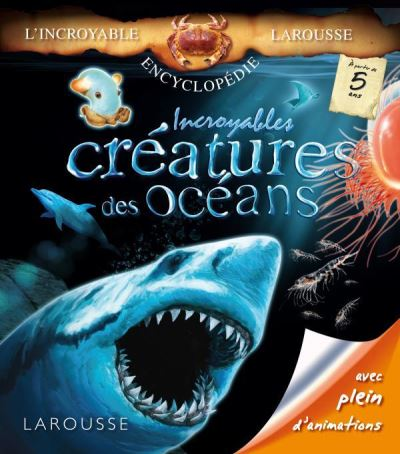 L'INCROYABLE
ENCYCLOPÉDIE
LAROUSSE
À partir de
5
ans
Incroyables
créatures
des océans
avec
plein
d'animations
LAROUSSE